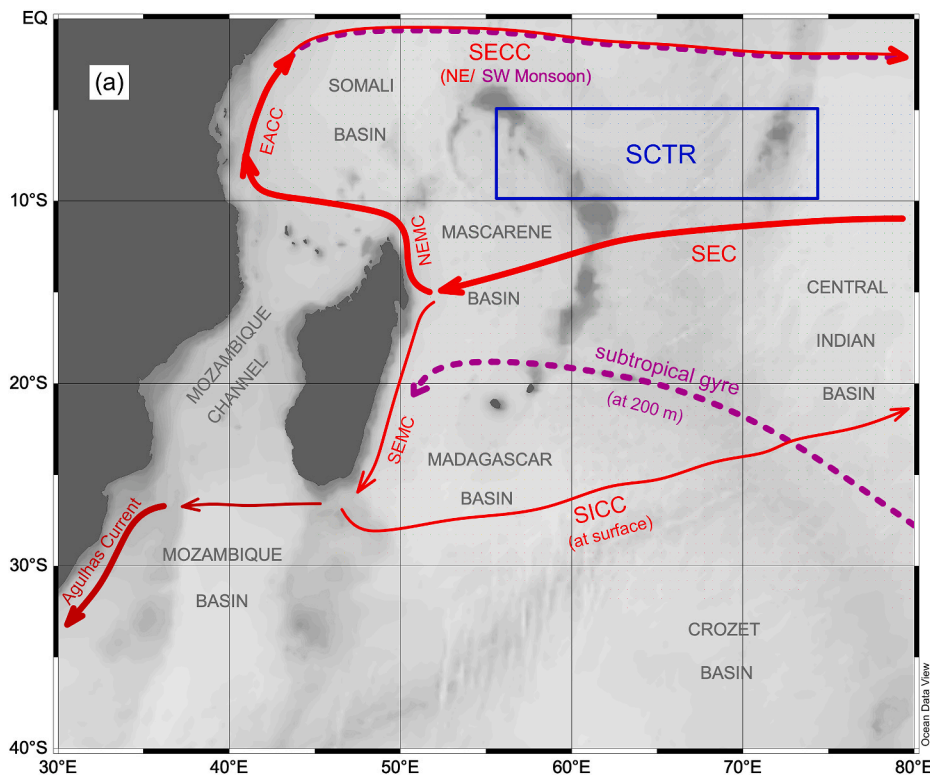 EQ
10°S
20°S
30°S
40°S
30°E
40°E
50°E
60°E
70°E
80°E
(a)
SECC
(NE/ SW Monsoon)
SOMALI
BASIN
EACC
SCTR
NEMC
MASCARENE
BASIN
SEC
CENTRAL
INDIAN
BASIN
MOZAMBIQUE
CHANNEL
subtropical gyre
(at 200 m)
SEMC
MADAGASCAR
BASIN
SICC
(at surface)
Agulhas Current
MOZAMBIQUE
BASIN
CROZET
BASIN
Ocean Data View